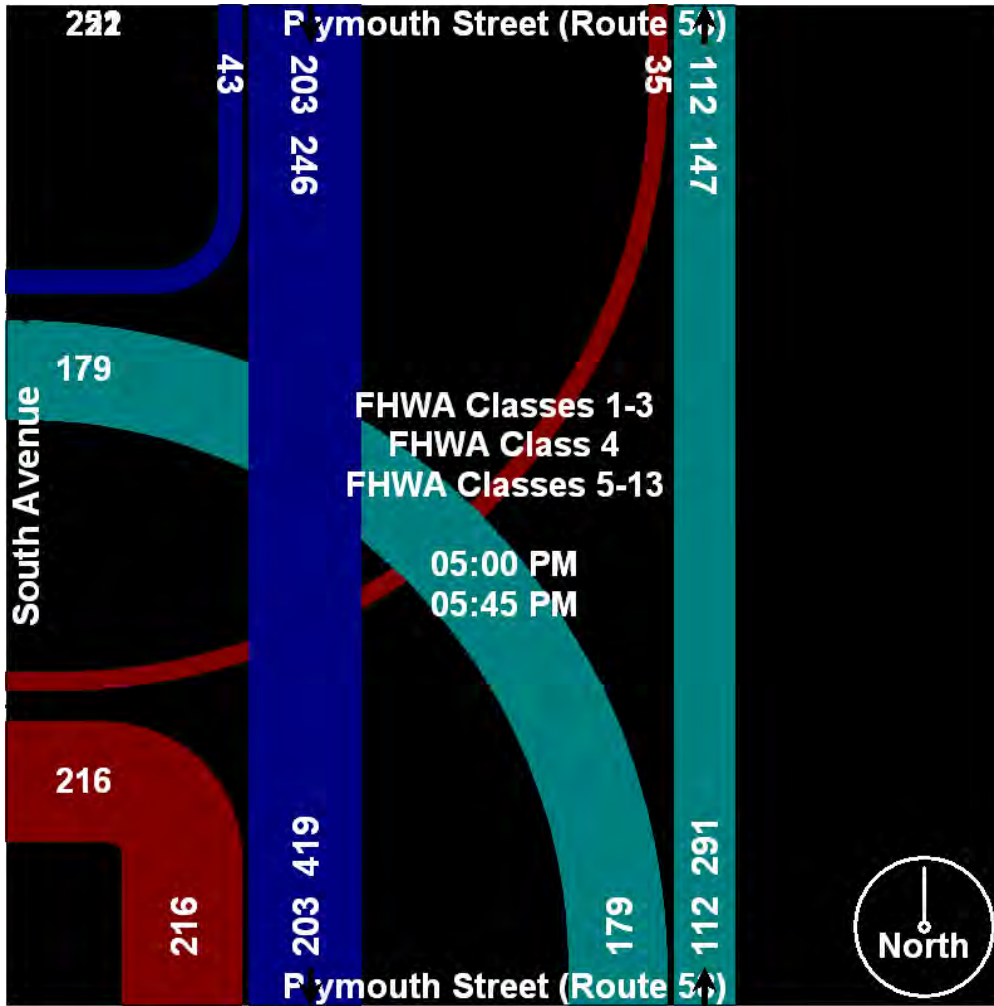 Plymouth Street (Route 58)
43
203 246
35
112 147
179
South Avenue
FHWA Classes 1-3
FHWA Class 4
FHWA Classes 5-13
05:00 PM
05:45 PM
216
216
203 419
179
112 291
North
Plymouth Street (Route 58)